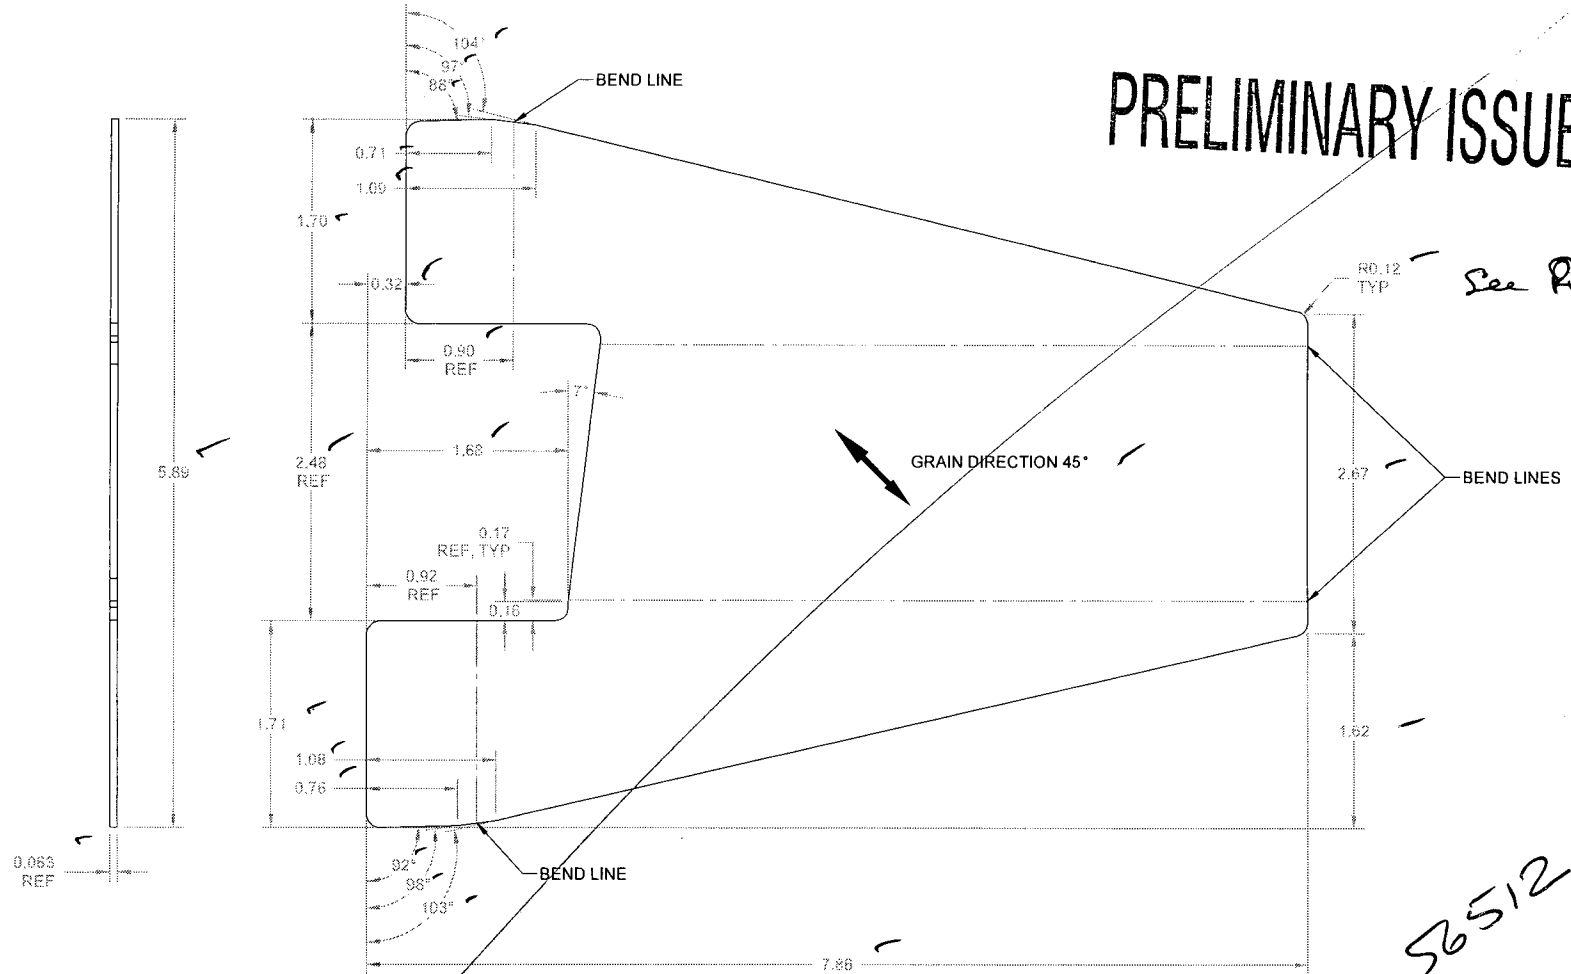 104°
97°
88°
BEND LINE
PRELIMINARY ISSUE
0.71
1.09
1.70
0.32
R0.12
TYP
See
0.90
REF
7°
5.89
2.48
REF
1.68
GRAIN DIRECTION 45°
2.67
BEND LINES
0.17
REF, TYP
0.92
REF
0.16
1.71
1.08
0.76
1.62
0.063
REF
92°
98°
103°
BEND LINE
56512
7.86